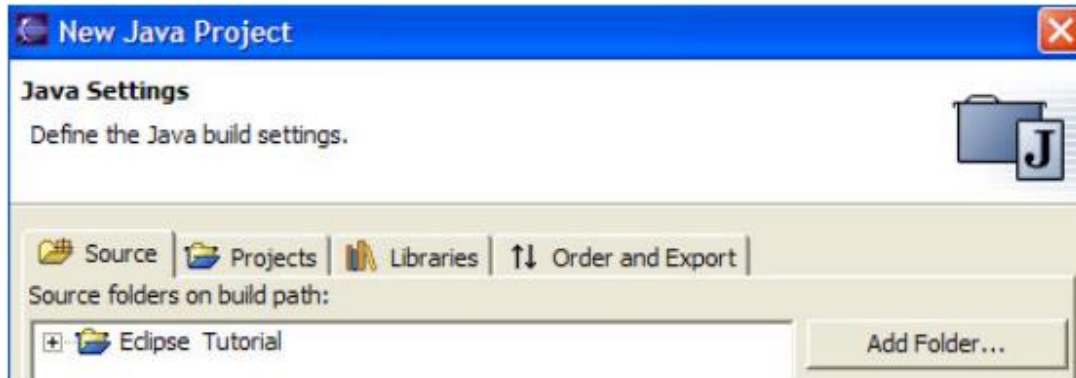 New Java Project
Java Settings
Define the Java build settings.
J
Source Projects Libraries Order and Export
Source folders on build path:
Eclipse Tutorial Add Folder...